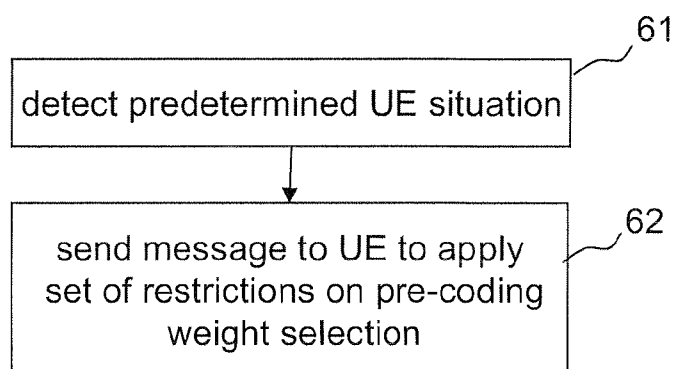 61
detect predetermined UE situation
62
send message to UE to apply
set of restrictions on pre-coding
weight selection